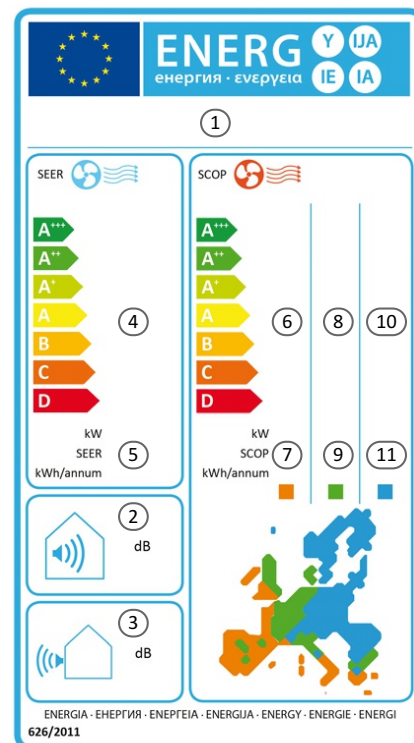 ENERG
енергия · ενεργεια
Y IJA
IE IA
1
SEER
A+++
A++
A+
A
B
C
D
4
kW
SEER
kWh/annum
5
SCOP
A+++
A++
A+
A
B
C
D
6 8 10
kW
SCOP
kWh/annum
7 9 11
2
dB
3
dB
ENERGIA · ЕНЕРГИЯ · ΕΝΕΡΓΕΙΑ · ENERGIJA · ENERGY · ENERGIE · ENERGI
626/2011